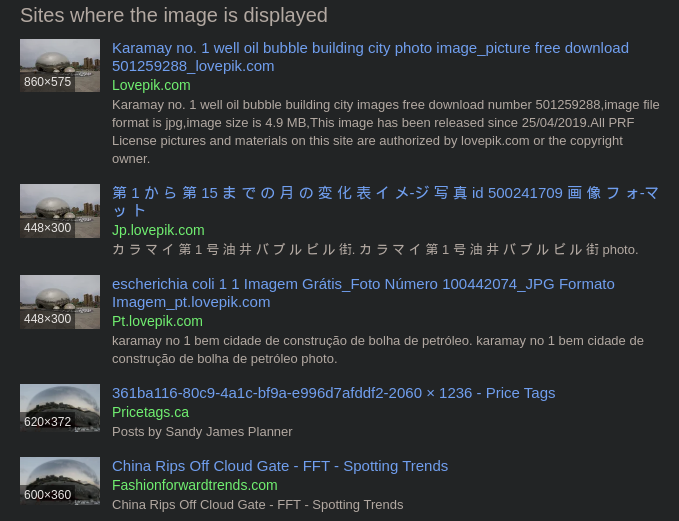 Sites where the image is displayed
860×575
Karamay no. 1 well oil bubble building city photo image_picture free download
501259288_lovepik.com
Lovepik.com
Karamay no. 1 well oil bubble building city images free download number 501259288,image file
format is jpg,image size is 4.9 MB,This image has been released since 25/04/2019.All PRF
License pictures and materials on this site are authorized by lovepik.com or the copyright
owner.
448×300
第 1 か ら 第 15 ま で の 月 の 変 化 表 イ メ-ジ 写 真 id 500241709 画 像 フ ォ-マ
ッ ト
Jp.lovepik.com
カ ラ マ イ 第 1 号 油 井 バ ブ ル ビ ル 街. カ ラ マ イ 第 1 号 油 井 バ ブ ル ビ ル 街 photo.
448×300
escherichia coli 1 1 Imagem Grátis_Foto Número 100442074_JPG Formato
Imagem_pt.lovepik.com
Pt.lovepik.com
karamay no 1 bem cidade de construção de bolha de petróleo. karamay no 1 bem cidade de
construção de bolha de petróleo photo.
620×372
361ba116-80c9-4a1c-bf9a-e996d7afddf2-2060 × 1236 - Price Tags
Pricetags.ca
Posts by Sandy James Planner
600×360
China Rips Off Cloud Gate - FFT - Spotting Trends
Fashionforwardtrends.com
China Rips Off Cloud Gate - FFT - Spotting Trends